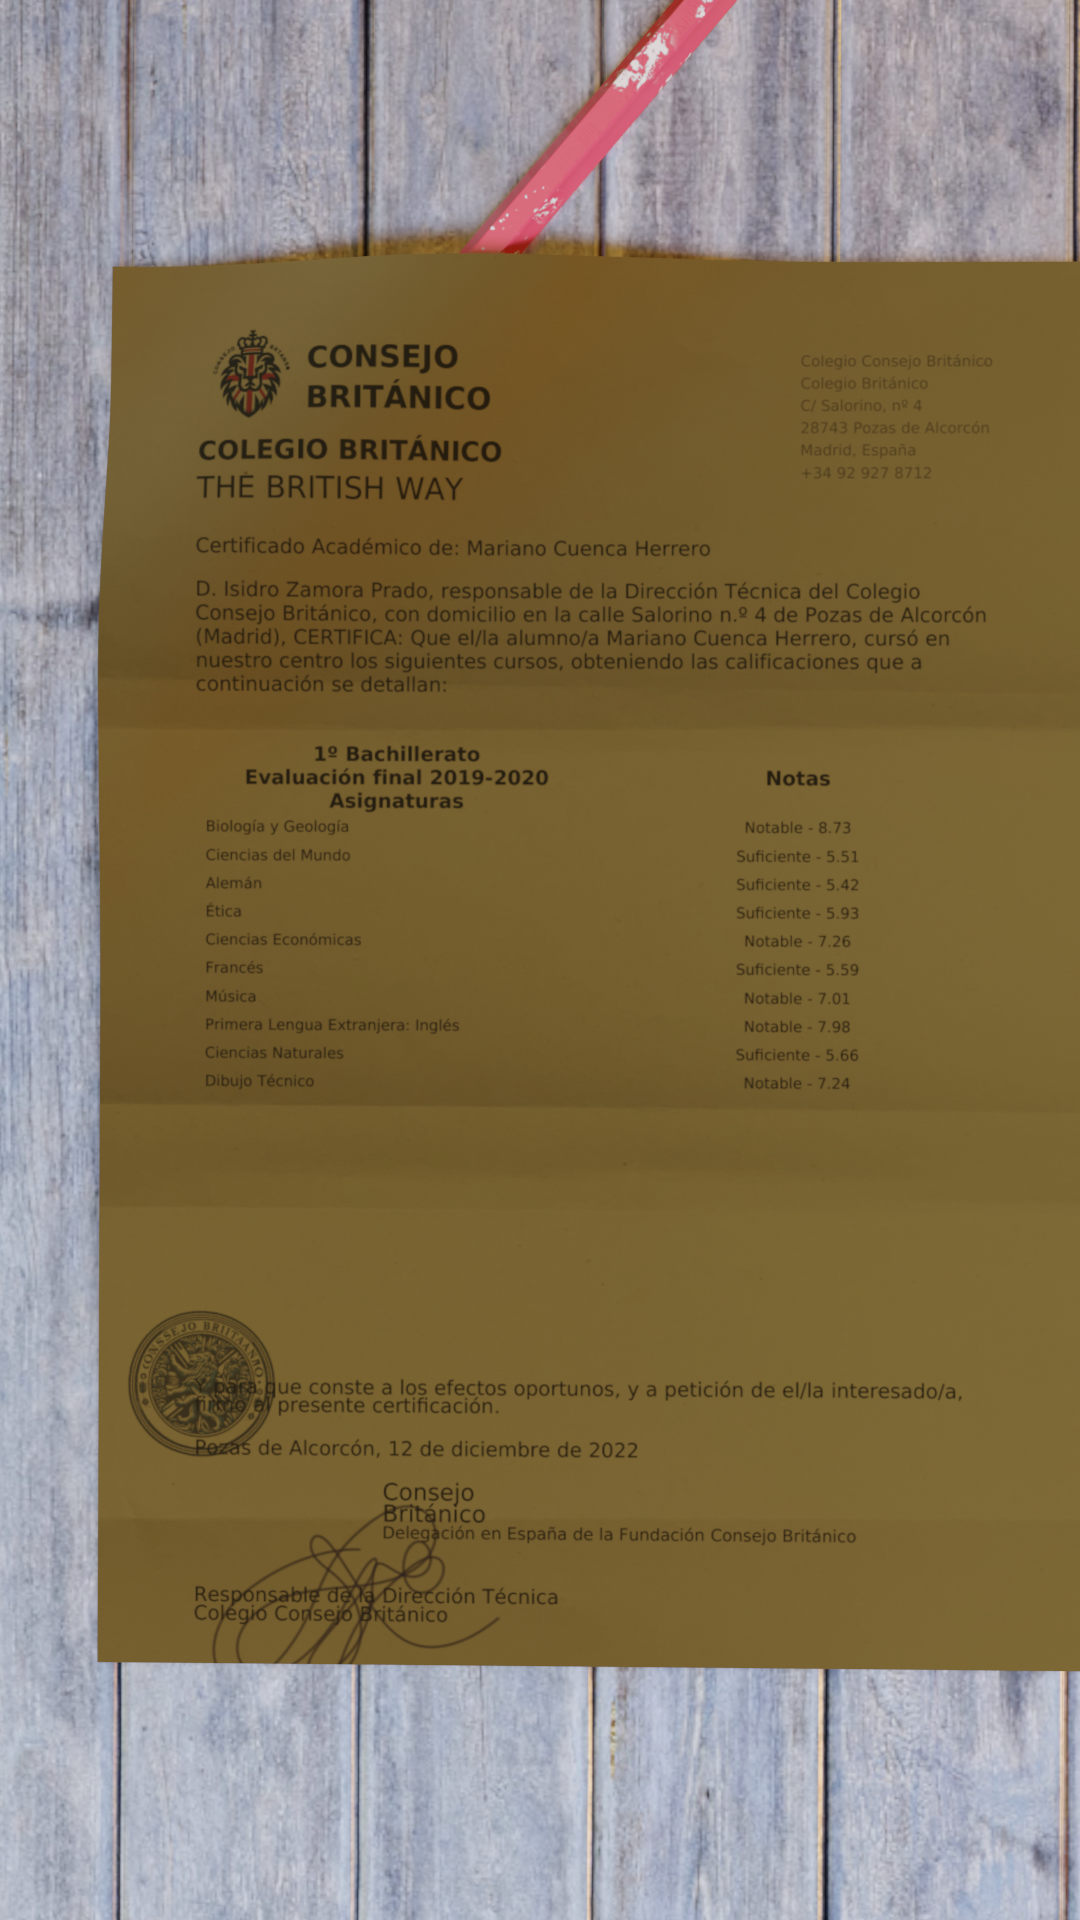 CONSEJO
BRITÁNICO
COLEGIO BRITÁNICO
THE BRITISH WAY
Colegio Consejo Británico
Colegio Británico
C/ Salorino, nº 4
28743 Pozas de Alcorcón
Madrid, España
+34 92 927 8712
Certificado Académico de: Mariano Cuenca Herrero
D. Isidro Zamora Prado, responsable de la Dirección Técnica del Colegio
Consejo Británico, con domicilio en la calle Salorino n.º 4 de Pozas de Alcorcón
(Madrid), CERTIFICA: Que el/la alumno/a Mariano Cuenca Herrero, cursó en
nuestro centro los siguientes cursos, obteniendo las calificaciones que a
continuación se detallan:
1º Bachillerato
Evaluación final 2019-2020
Asignaturas
Notas
Biología y Geología Notable - 8.73
Ciencias del Mundo Suficiente - 5.51
Alemán Suficiente - 5.42
Ética Suficiente - 5.93
Ciencias Económicas Notable - 7.26
Francés Suficiente - 5.59
Música Notable - 7.01
Primera Lengua Extranjera: Inglés Notable - 7.98
Ciencias Naturales Suficiente - 5.66
Dibujo Técnico Notable - 7.24
Y para que conste a los efectos oportunos, y a petición de el/la interesado/a,
firmo al presente certificación.
Pozas de Alcorcón, 12 de diciembre de 2022
Consejo
Británico
Delegación en España de la Fundación Consejo Británico
Responsable de la Dirección Técnica
Colegio Consejo Británico